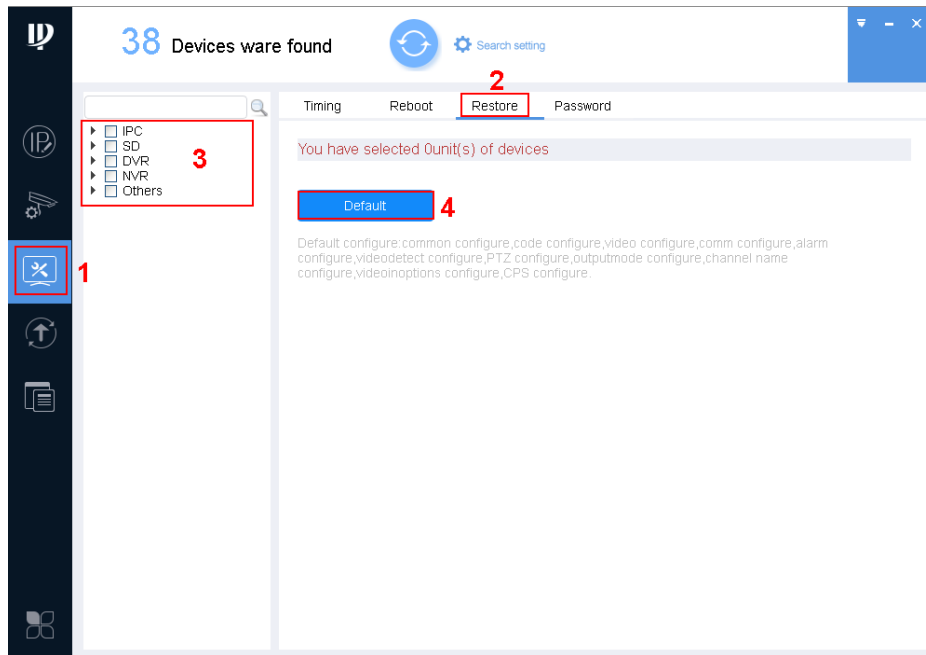 38 Devices ware found
Search setting
2
Timing Reboot Restore Password
IPC
SD
DVR
NVR
Others
3
You have selected 0unit(s) of devices
Default
4
Default configure:common configure,code configure,video configure,comm configure,alarm
configure,videodetect configure,PTZ configure,outputmode configure,channel name
configure,videoinoptions configure,CPS configure.
IP
1